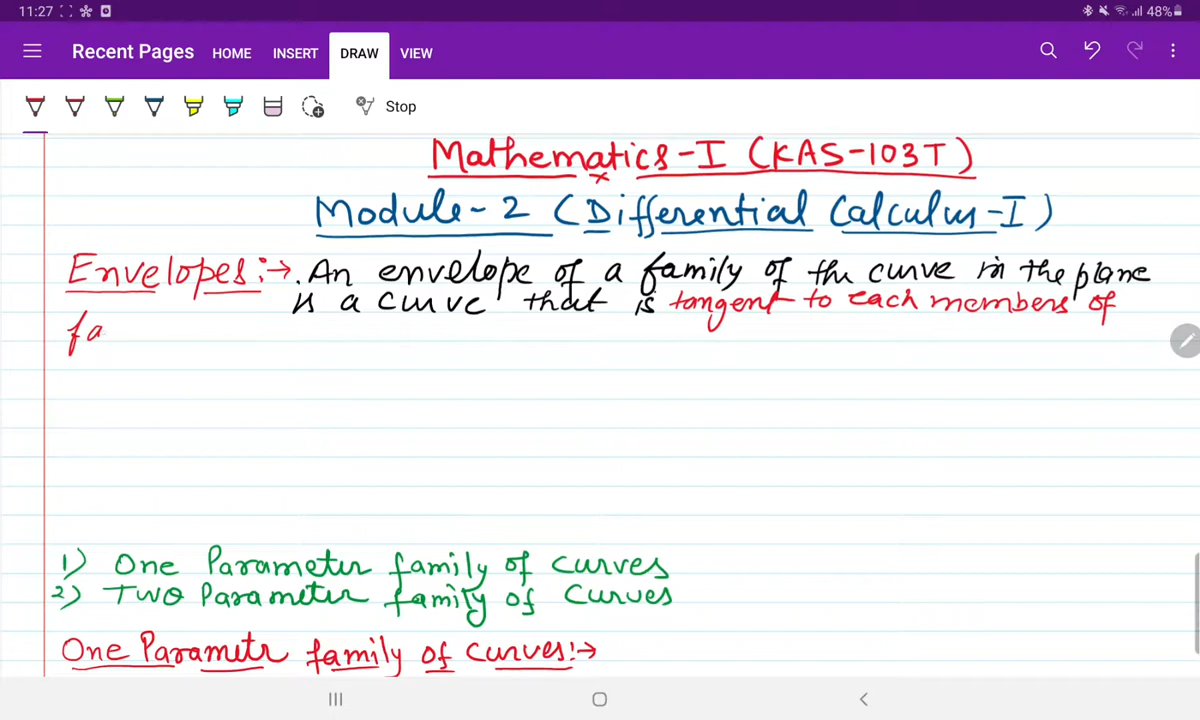 11:27
48%
Recent Pages HOME INSERT DRAW VIEW
Stop
Mathematics-I (KAS-103T)
Module-2 (Differential Calculus-I)
Envelopes:→. An envelope of a family of the curve in the plane
is a curve that is tangent to each members of
fa
1) One Parameter family of curves
2) Two Parameter family of Curves
One Parametr family of curves:→